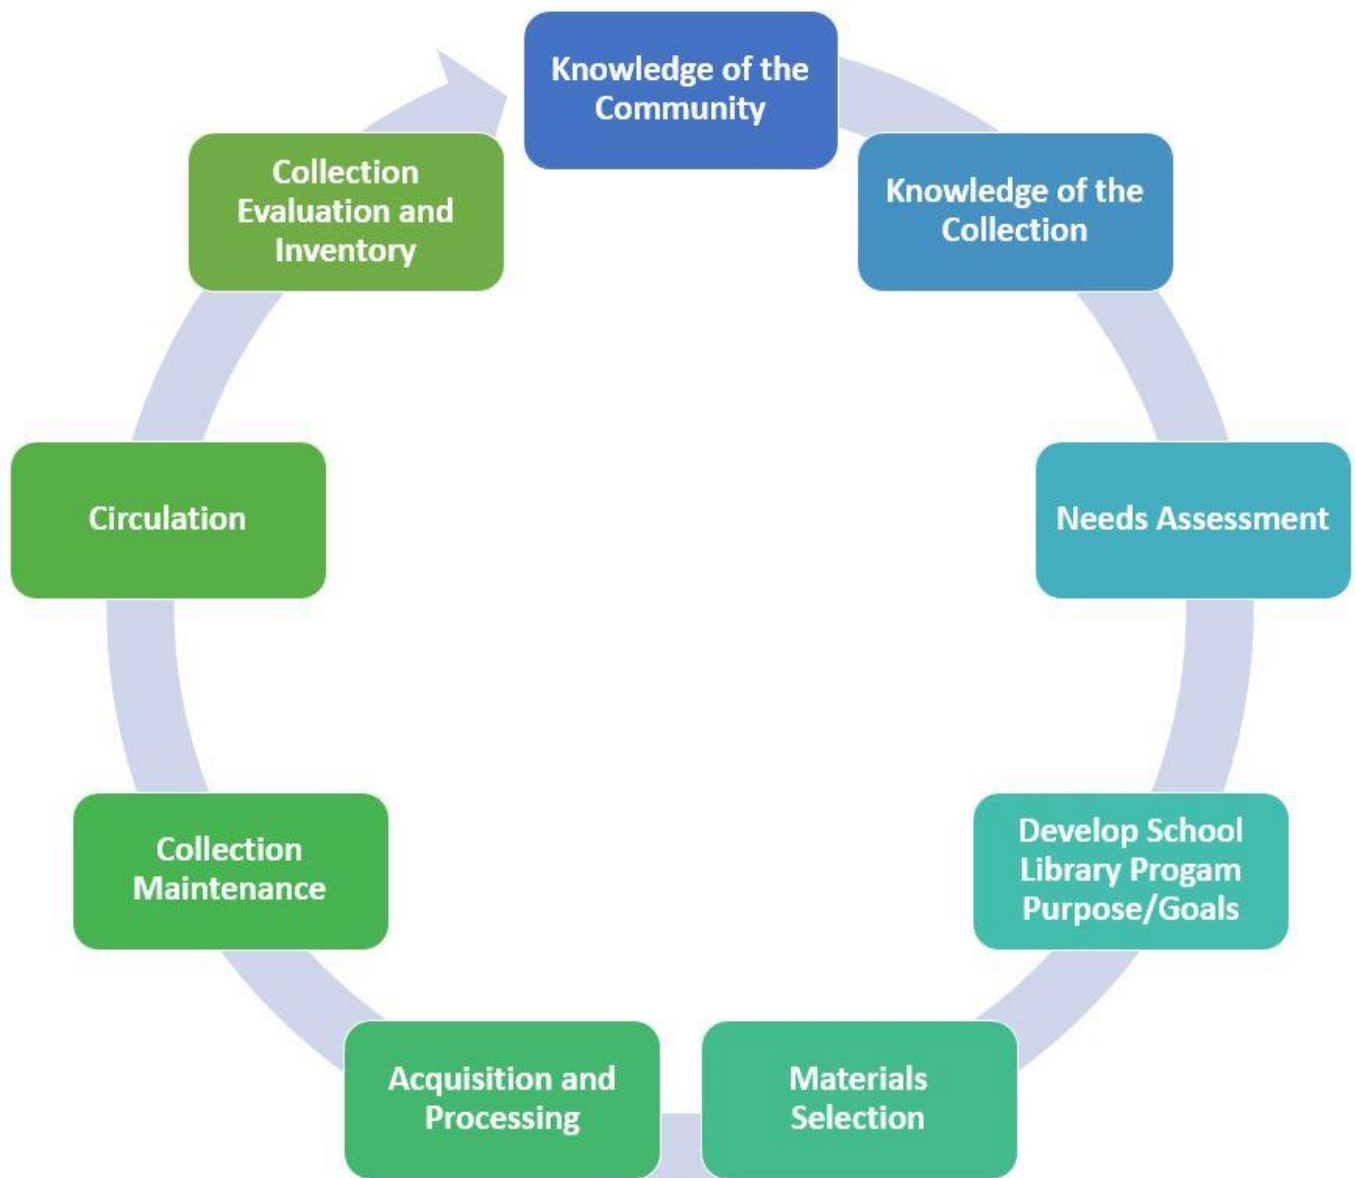 Knowledge of the
Community
Knowledge of the
Collection
Needs Assessment
Develop School
Library Progam
Purpose/Goals
Materials
Selection
Acquisition and
Processing
Collection
Maintenance
Circulation
Collection
Evaluation and
Inventory